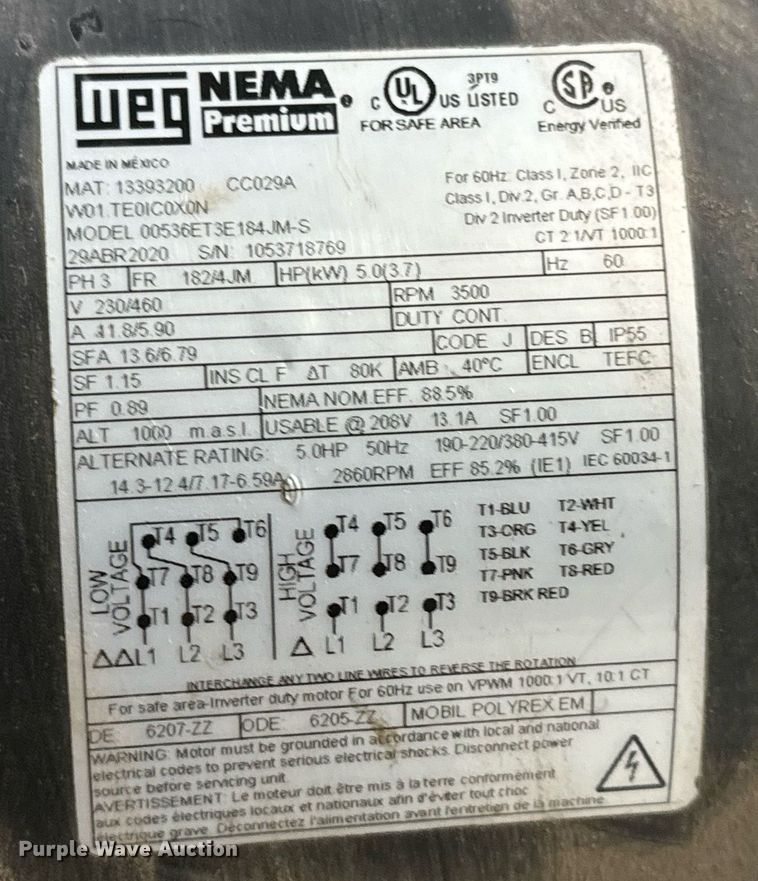 weg NEMA Premium
c UL US LISTED 3PT9
FOR SAFE AREA
c SP US
Energy Verified
MADE IN MÉXICO
MAT: 13393200 CC029A
W01.TE0IC0X0N
MODEL 00536ET3E184JM-S
29ABR2020 S/N: 1053718769
For 60Hz: Class I, Zone 2, IIC
Class I, Div.2, Gr. A,B,C,D - T3
Div 2 Inverter Duty (SF1.00)
CT 2:1/VT 1000:1
PH 3 FR 182/4JM HP(kW) 5.0(3.7) Hz 60
V 230/460 RPM 3500
A 11.8/5.90 DUTY CONT.
SFA 13.6/6.79 CODE J DES B IP55
SF 1.15 INS CL F ΔT 80K AMB. 40°C ENCL TEFC
PF 0.89 NEMA NOM.EFF. 88.5%
ALT 1000 m.a.s.l. USABLE @ 208V 13.1A SF1.00
ALTERNATE RATING: 5.0HP 50Hz 190-220/380-415V SF1.00
14.3-12.4/7.17-6.59A 2860RPM EFF 85.2% (IE1) IEC 60034-1
LOW VOLTAGE
T4 T5 T6
T7 T8 T9
T1 T2 T3
ΔΔ L1 L2 L3
HIGH VOLTAGE
T4 T5 T6
T7 T8 T9
T1 T2 T3
Δ L1 L2 L3
T1-BLU T2-WHT
T3-ORG T4-YEL
T5-BLK T6-GRY
T7-PNK T8-RED
T9-BRK RED
INTERCHANGE ANY TWO LINE WIRES TO REVERSE THE ROTATION
For safe area-Inverter duty motor For 60Hz use on VPWM 1000:1 VT, 10:1 CT
DE 6207-ZZ ODE 6205-ZZ MOBIL POLYREX EM
WARNING: Motor must be grounded in accordance with local and national
electrical codes to prevent serious electrical shocks. Disconnect power
source before servicing unit.
AVERTISSEMENT: Le moteur doit être mis à la terre conformément
aux codes électriques locaux et nationaux afin d'éviter tout choc
électrique grave. Déconnectez l'alimentation avant l'entretien de la machine.
Purple Wave Auction